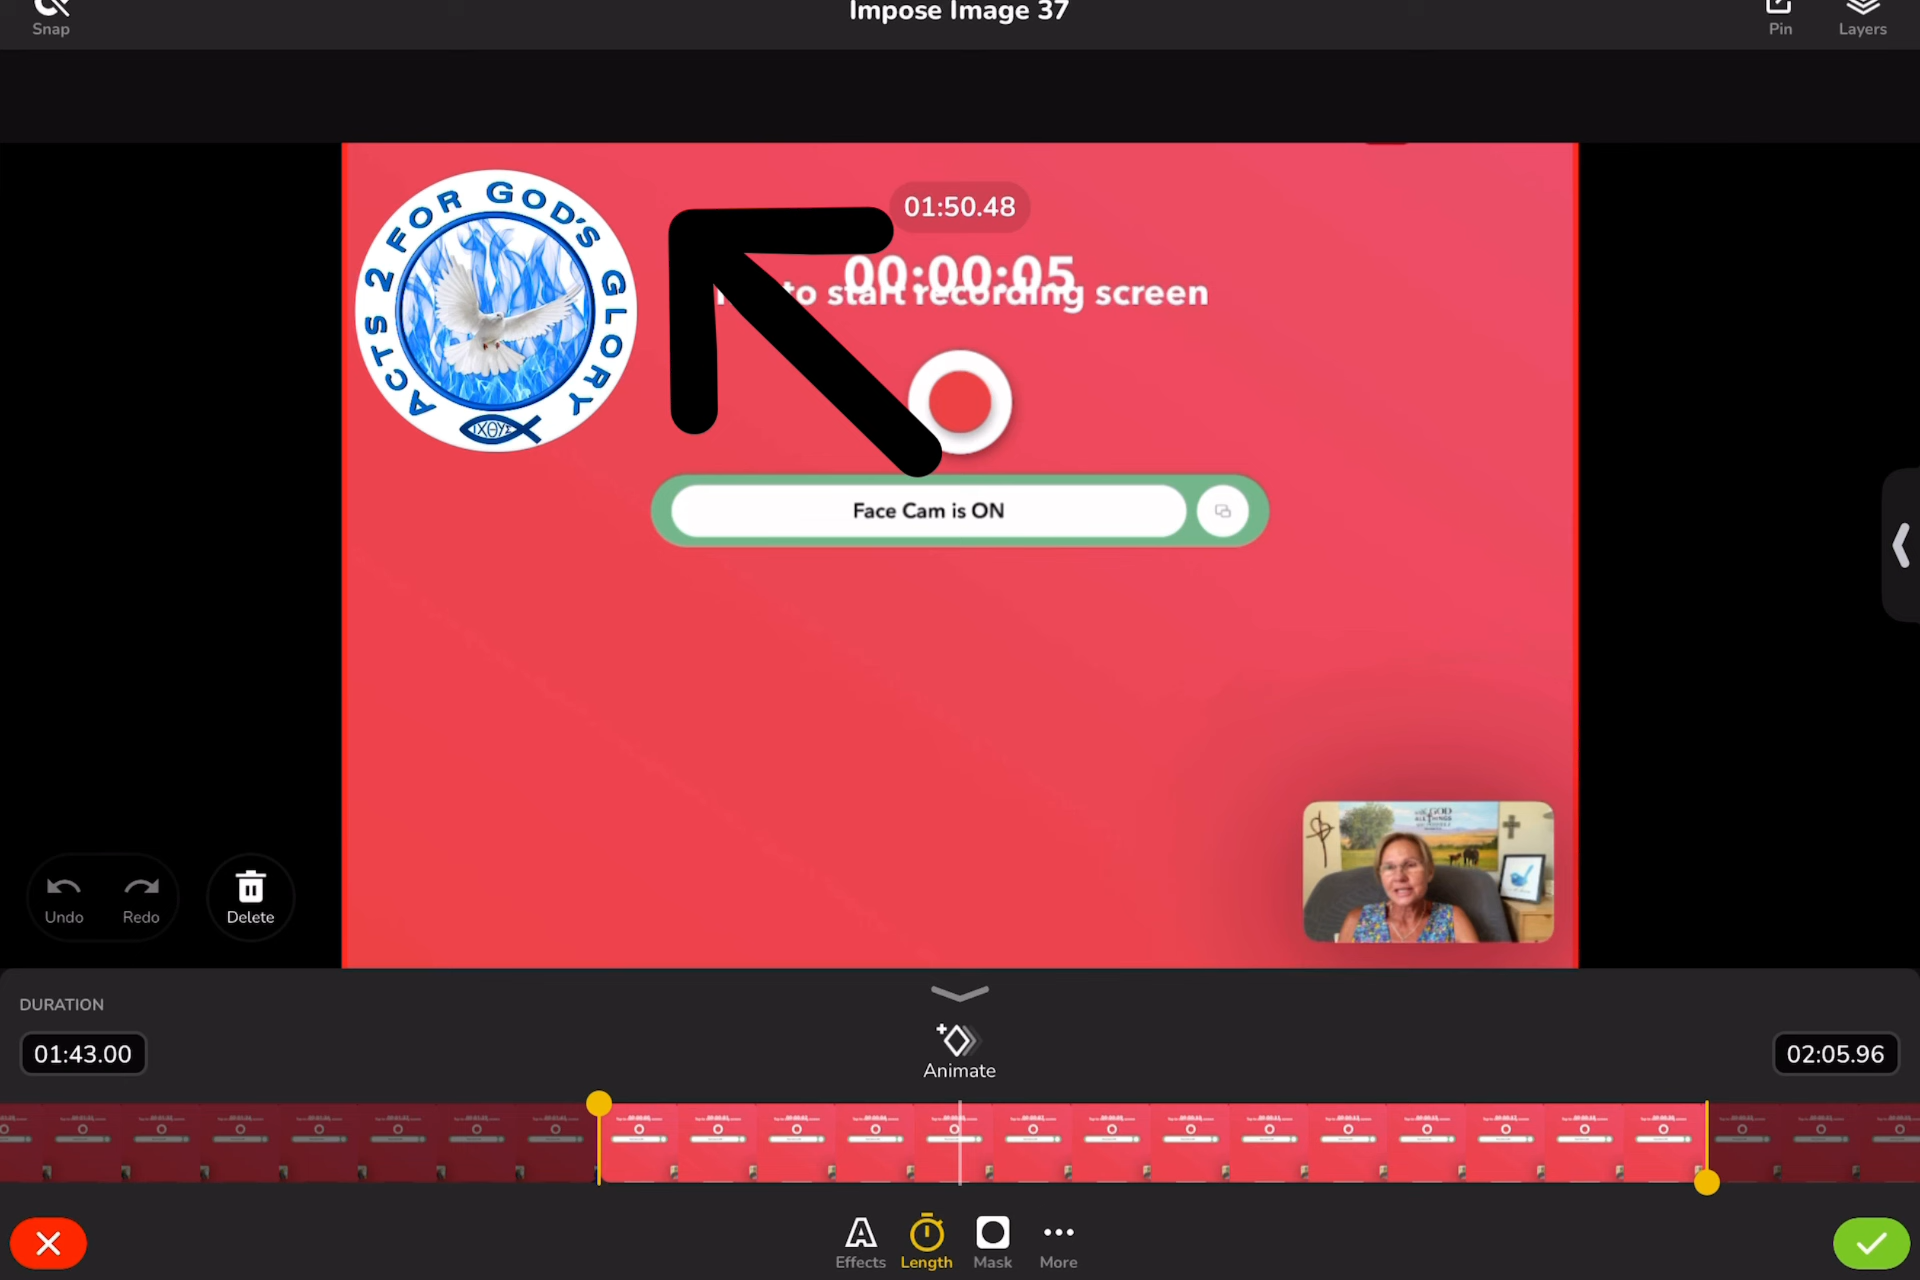 Snap
Impose Image 37
Pin
Layers
ACTS 2 FOR GOD'S GLORY
ΙΧΘΥΣ
01:50.48
00:00:05
to start recording screen
Face Cam is ON
Undo
Redo
Delete
DURATION
01:43.00
Animate
02:05.96
Effects
Length
Mask
More